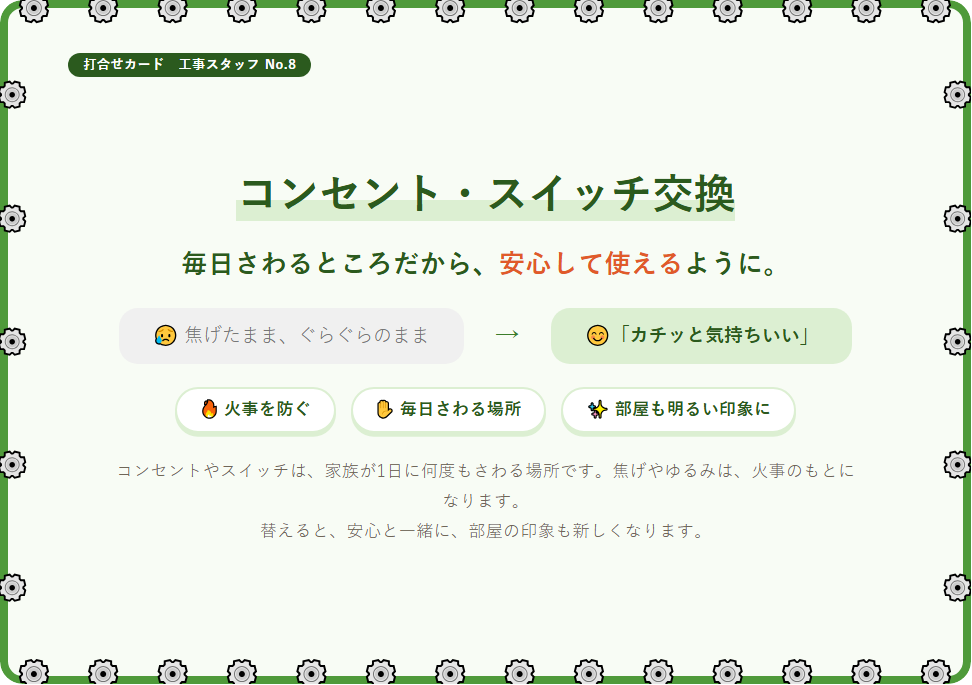 打合せカード　工事スタッフ No.8
コンセント・スイッチ交換
毎日さわるところだから、安心して使えるように。
😥 焦げたまま、ぐらぐらのまま → 😊「カチッと気持ちいい」
🔥 火事を防ぐ ✋ 毎日さわる場所 ✨ 部屋も明るい印象に
コンセントやスイッチは、家族が1日に何度もさわる場所です。焦げやゆるみは、火事のもとに
なります。
替えると、安心と一緒に、部屋の印象も新しくなります。